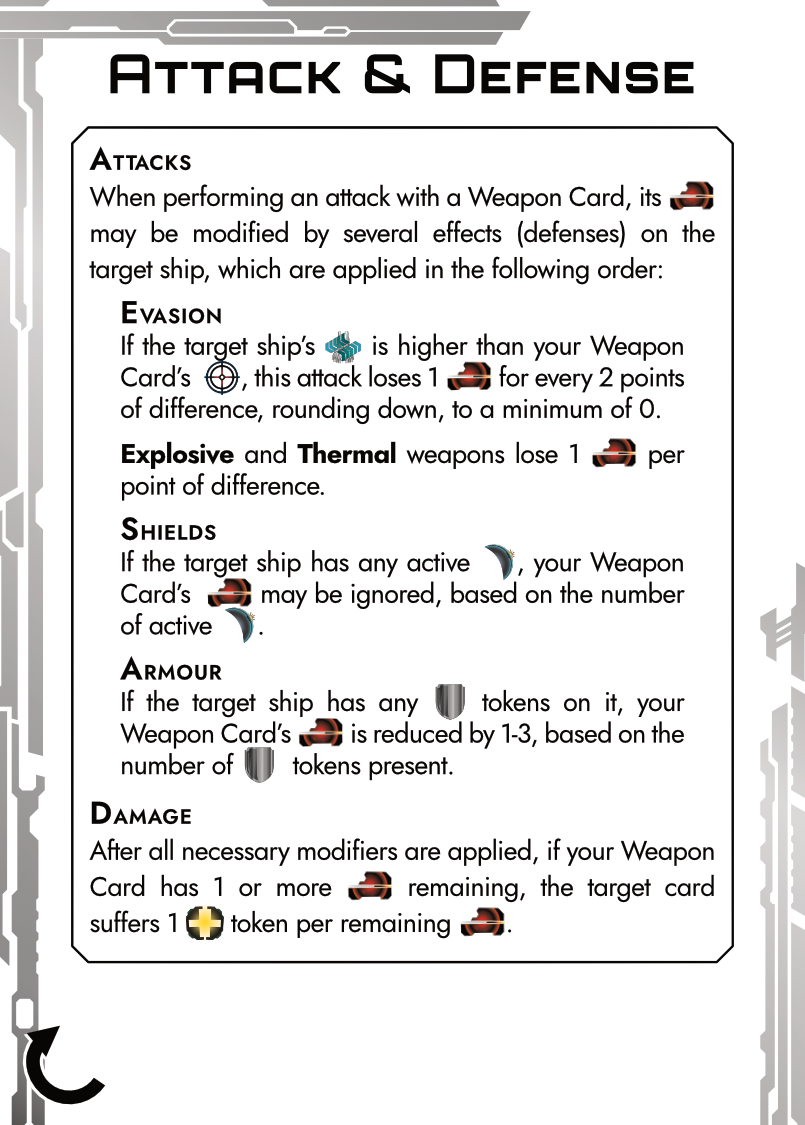 ATTACK & DEFENSE
ATTACKS
When performing an attack with a Weapon Card, its
may be modified by several effects (defenses) on the
target ship, which are applied in the following order:
EVASION
If the target ship's is higher than your Weapon
Card's , this attack loses 1 for every 2 points
of difference, rounding down, to a minimum of 0.
Explosive and Thermal weapons lose 1 per
point of difference.
SHIELDS
If the target ship has any active , your Weapon
Card's may be ignored, based on the number
of active .
ARMOUR
If the target ship has any tokens on it, your
Weapon Card's is reduced by 1-3, based on the
number of tokens present.
DAMAGE
After all necessary modifiers are applied, if your Weapon
Card has 1 or more remaining, the target card
suffers 1 token per remaining .